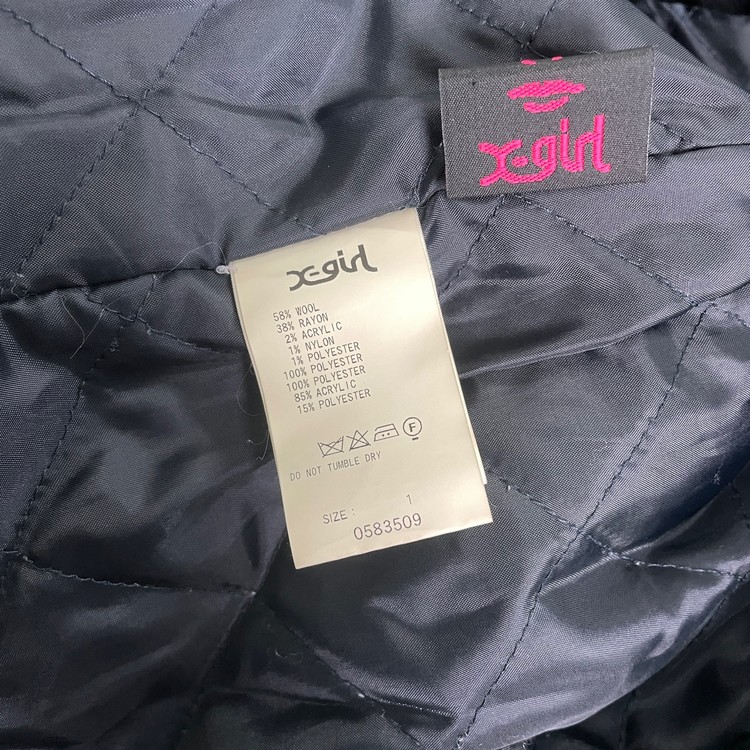 X-girl
X-girl
58% WOOL
38% RAYON
2% ACRYLIC
1% NYLON
1% POLYESTER
100% POLYESTER
100% POLYESTER
85% ACRYLIC
15% POLYESTER
F
DO NOT TUMBLE DRY
SIZE: 1
0583509